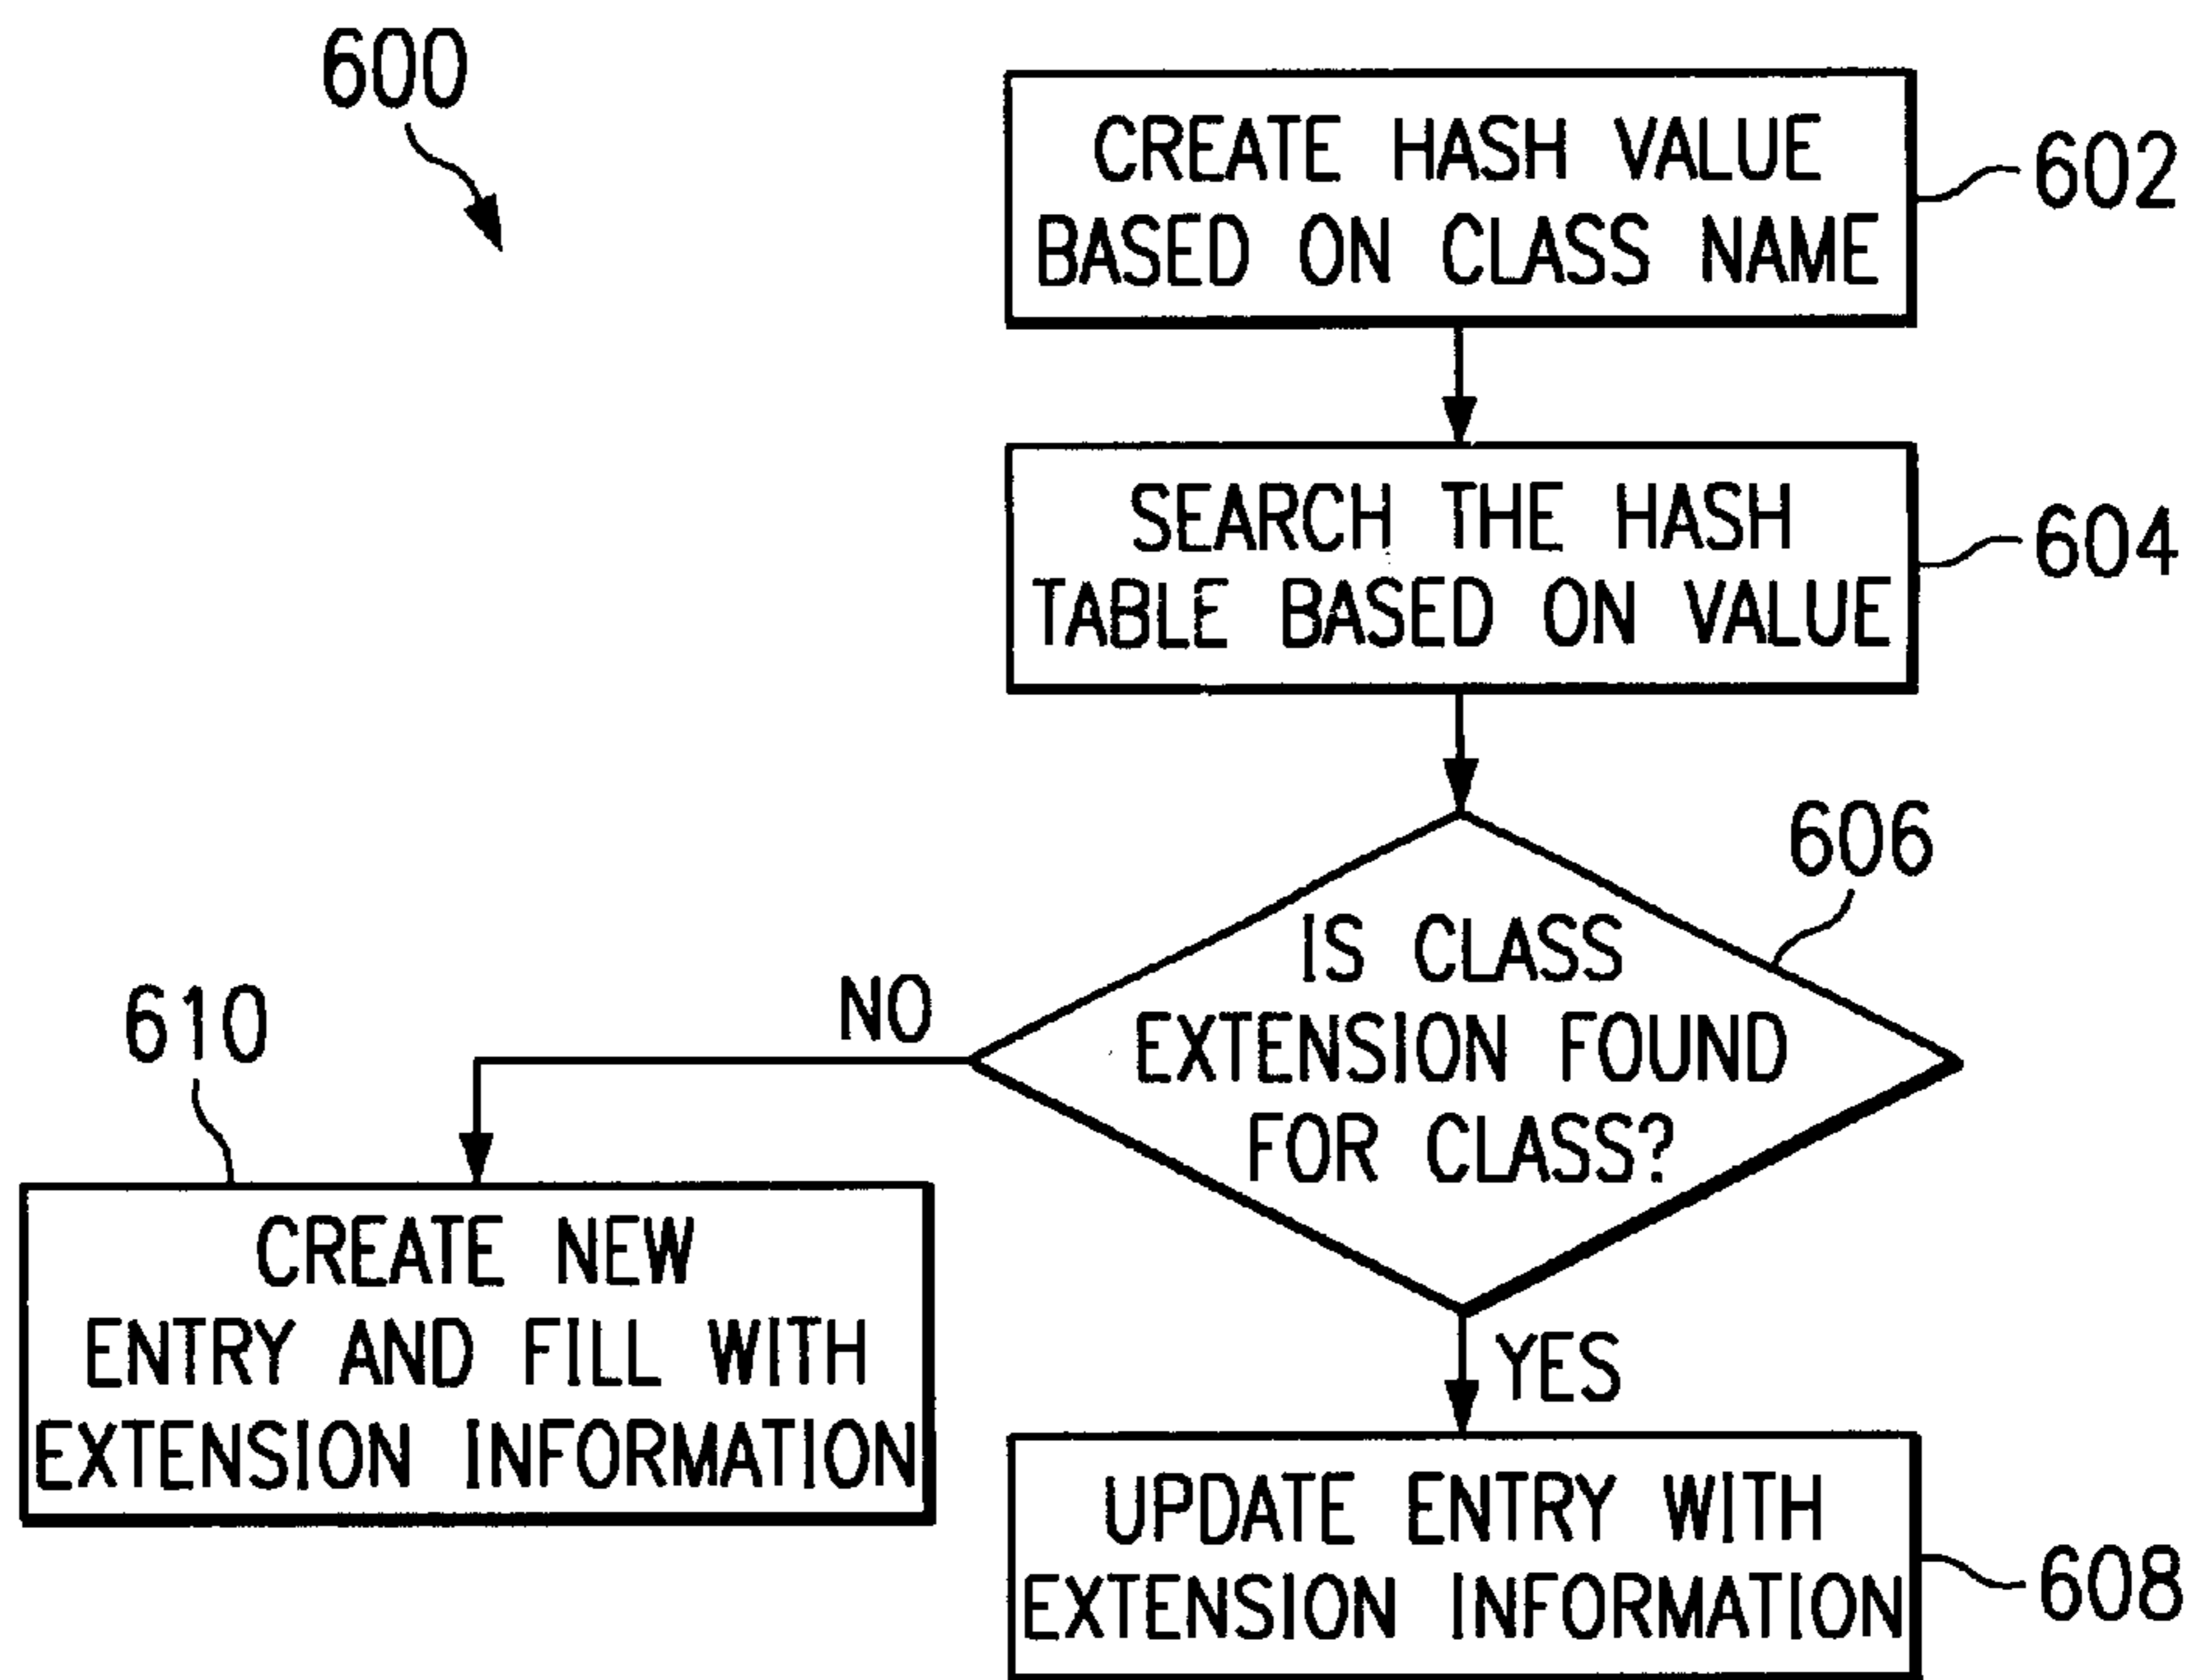 600
CREATE HASH VALUE
BASED ON CLASS NAME
602
SEARCH THE HASH
TABLE BASED ON VALUE
604
606
IS CLASS
EXTENSION FOUND
FOR CLASS?
NO
610
CREATE NEW
ENTRY AND FILL WITH
EXTENSION INFORMATION
YES
UPDATE ENTRY WITH
EXTENSION INFORMATION
608